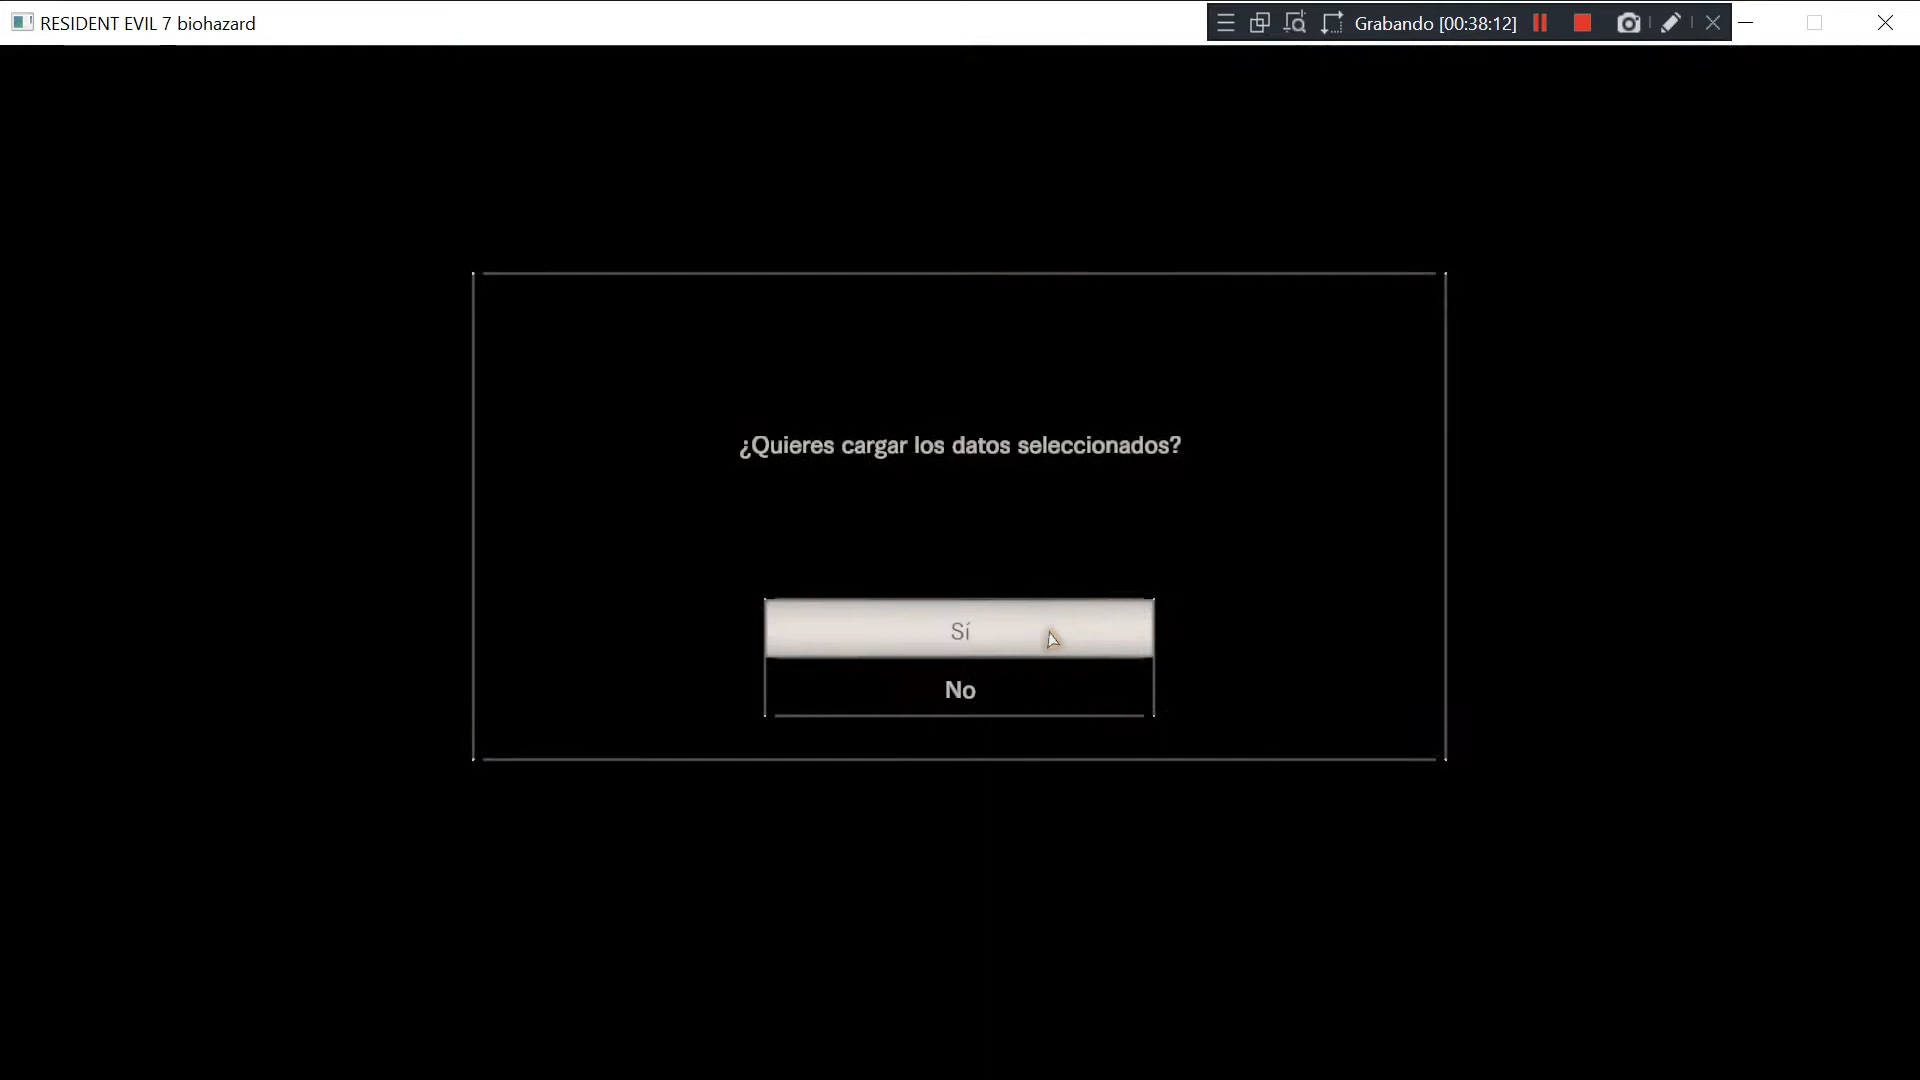 RESIDENT EVIL 7 biohazard
Grabando [00:38:12]
¿Quieres cargar los datos seleccionados?
Sí
No